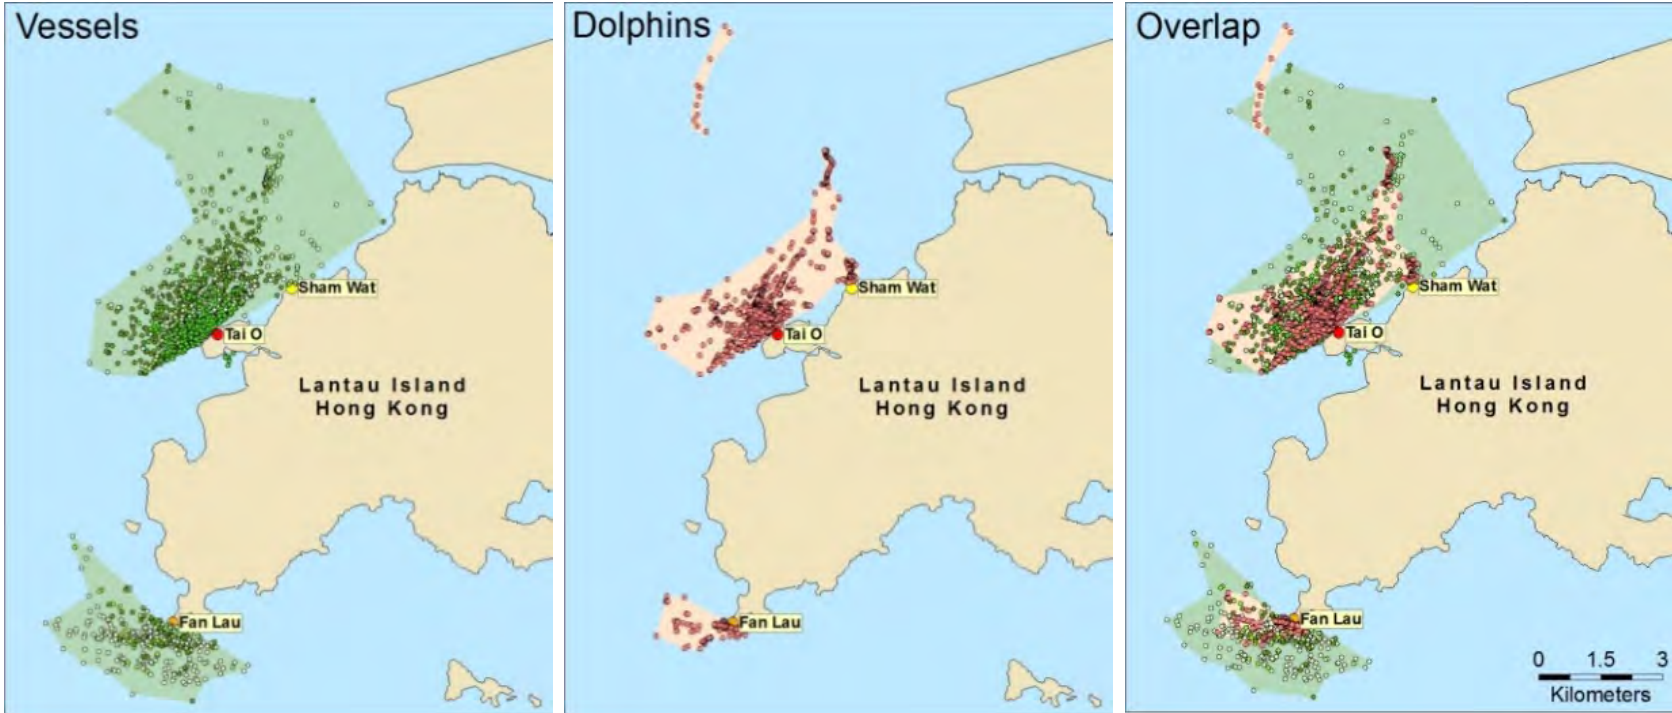 Vessels
Sham Wat
Tai O
Lantau Island
Hong Kong
Fan Lau
Dolphins
Sham Wat
Tai O
Lantau Island
Hong Kong
Fan Lau
Overlap
Sham Wat
Tai O
Lantau Island
Hong Kong
Fan Lau
0 1.5 3
Kilometers